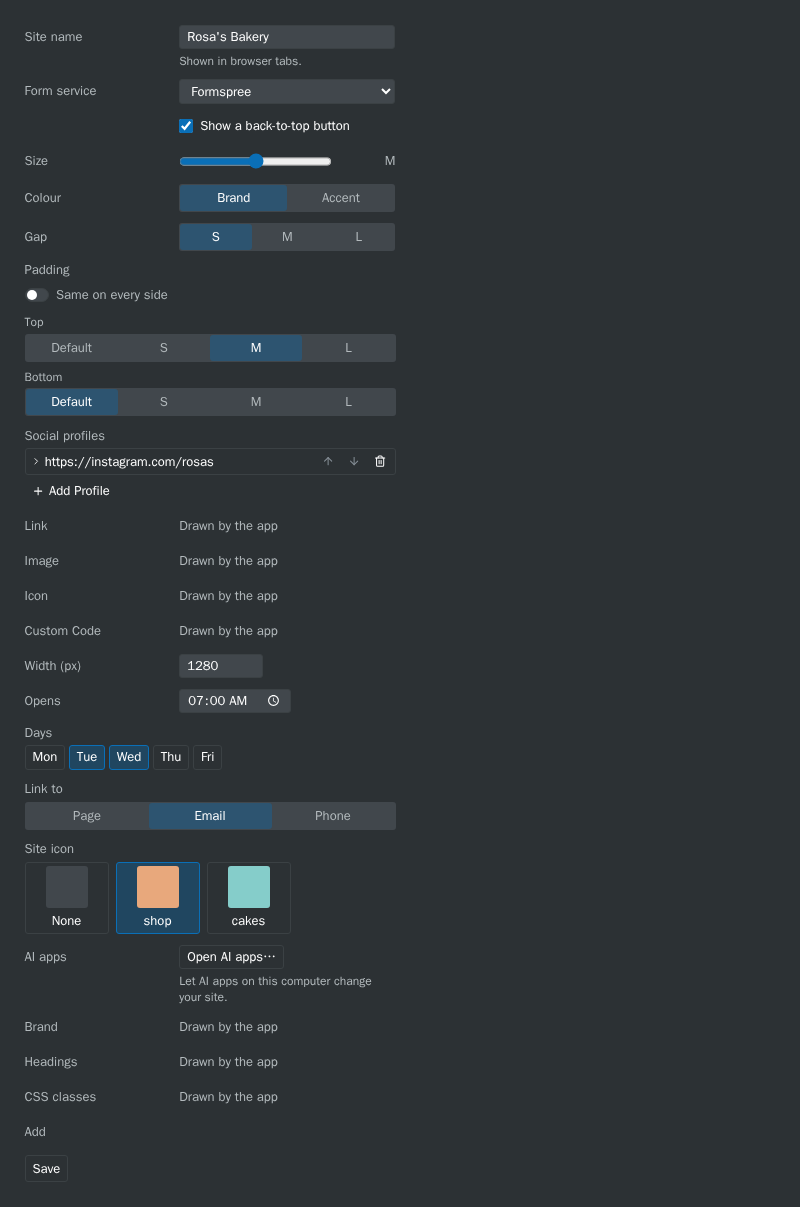 Site name
Rosa's Bakery
Shown in browser tabs.
Form service
Formspree
Show a back-to-top button
Size
M
Colour
Brand
Accent
Gap
S
M
L
Padding
Same on every side
Top
Default
S
M
L
Bottom
Default
S
M
L
Social profiles
https://instagram.com/rosas
+ Add Profile
Link
Drawn by the app
Image
Drawn by the app
Icon
Drawn by the app
Custom Code
Drawn by the app
Width (px)
1280
Opens
07:00 AM
Days
Mon
Tue
Wed
Thu
Fri
Link to
Page
Email
Phone
Site icon
None
shop
cakes
AI apps
Open AI apps···
Let AI apps on this computer change
your site.
Brand
Drawn by the app
Headings
Drawn by the app
CSS classes
Drawn by the app
Add
Save